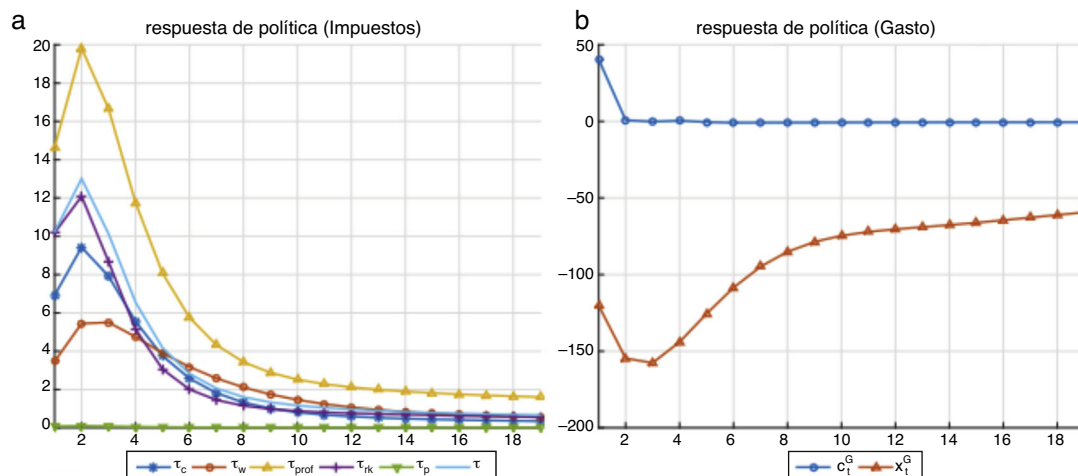 a
respuesta de política (Impuestos)
20
18
16
14
12
10
8
6
4
2
0
2 4 6 8 10 12 14 16 18
τc τw τprof τrk τp τ
b
respuesta de política (Gasto)
50
0
−50
−100
−150
−200
2 4 6 8 10 12 14 16 18
c_t^G x_t^G